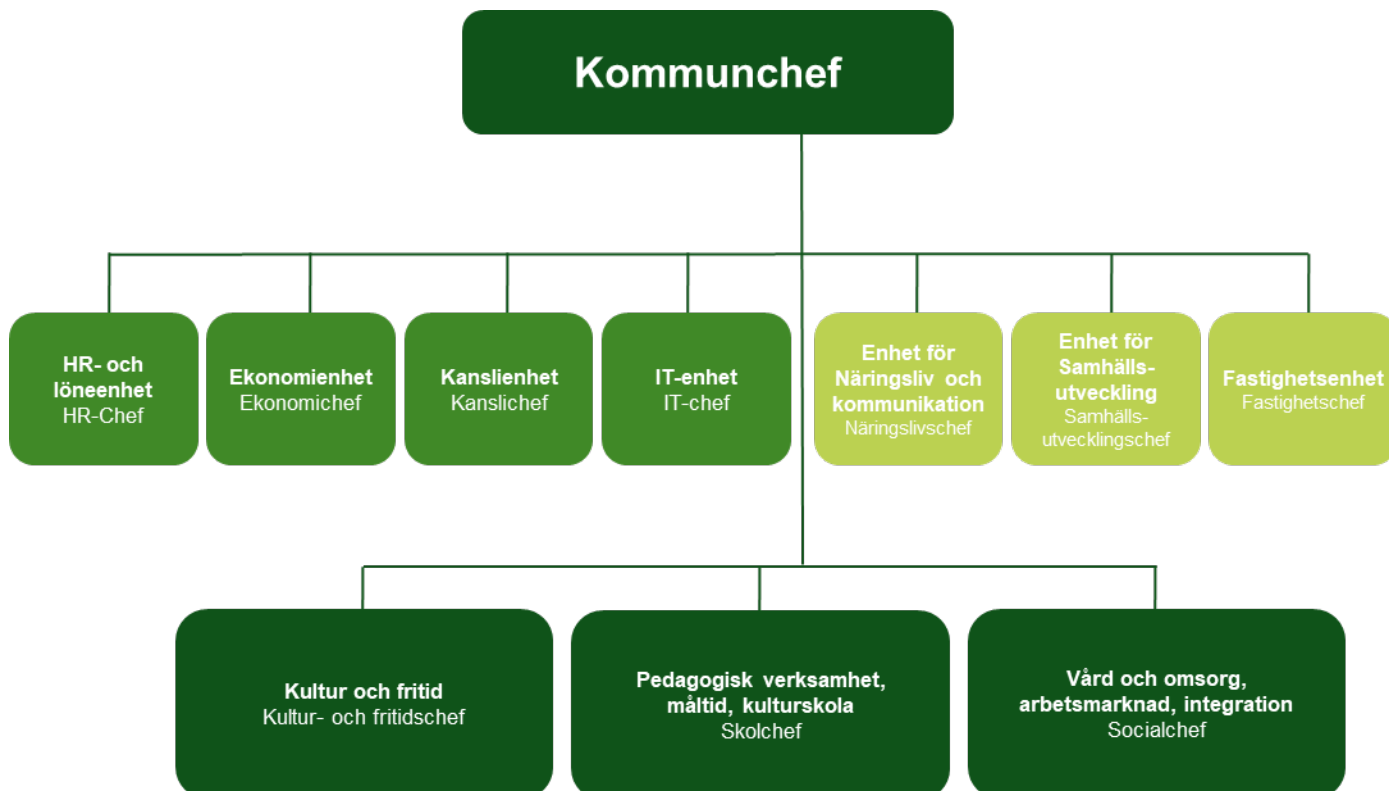 Kommunchef
HR- och
löneenhet
HR-Chef
Ekonomienhet
Ekonomichef
Kanslienhet
Kanslichef
IT-enhet
IT-chef
Enhet för
Näringsliv och
kommunikation
Näringslivschef
Enhet för
Samhälls-
utveckling
Samhälls-
utvecklingschef
Fastighetsenhet
Fastighetschef
Kultur och fritid
Kultur- och fritidschef
Pedagogisk verksamhet,
måltid, kulturskola
Skolchef
Vård och omsorg,
arbetsmarknad, integration
Socialchef